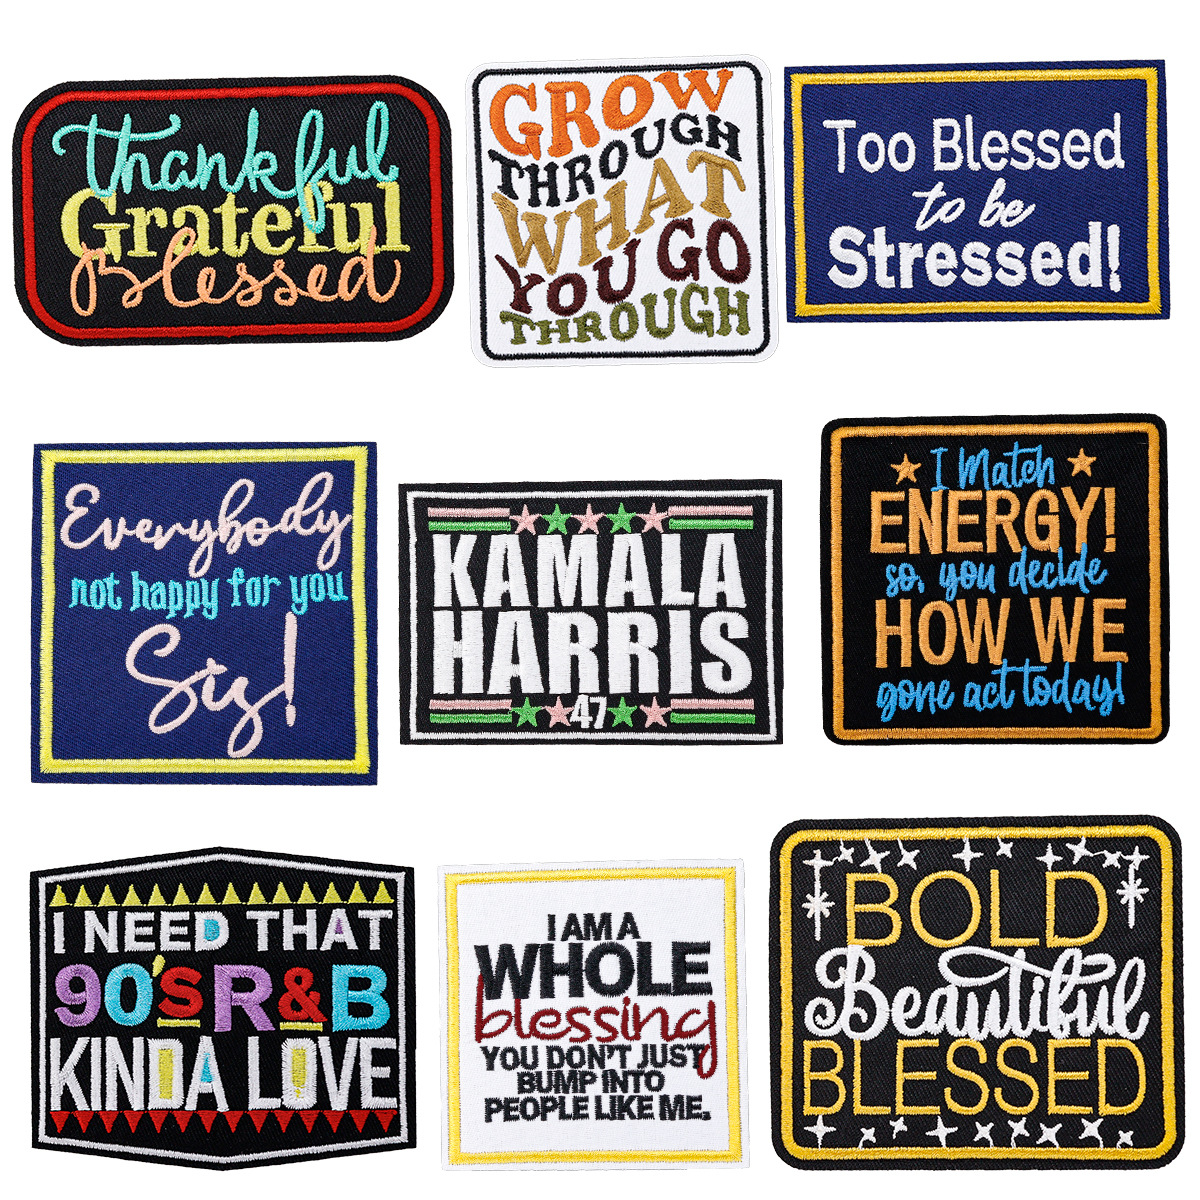 Thankful
Grateful
Blessed
GROW
THROUGH
WHAT
YOU GO
THROUGH
Too Blessed
to be
Stressed!
Everybody
not happy for you
Sis!
KAMALA
HARRIS
47
I Match
ENERGY!
so, you decide
HOW WE
gone act today!
I NEED THAT
90'S R&B
KINDA LOVE
I AM A
WHOLE
blessing
YOU DON'T JUST
BUMP INTO
PEOPLE LIKE ME.
BOLD
Beautiful
BLESSED